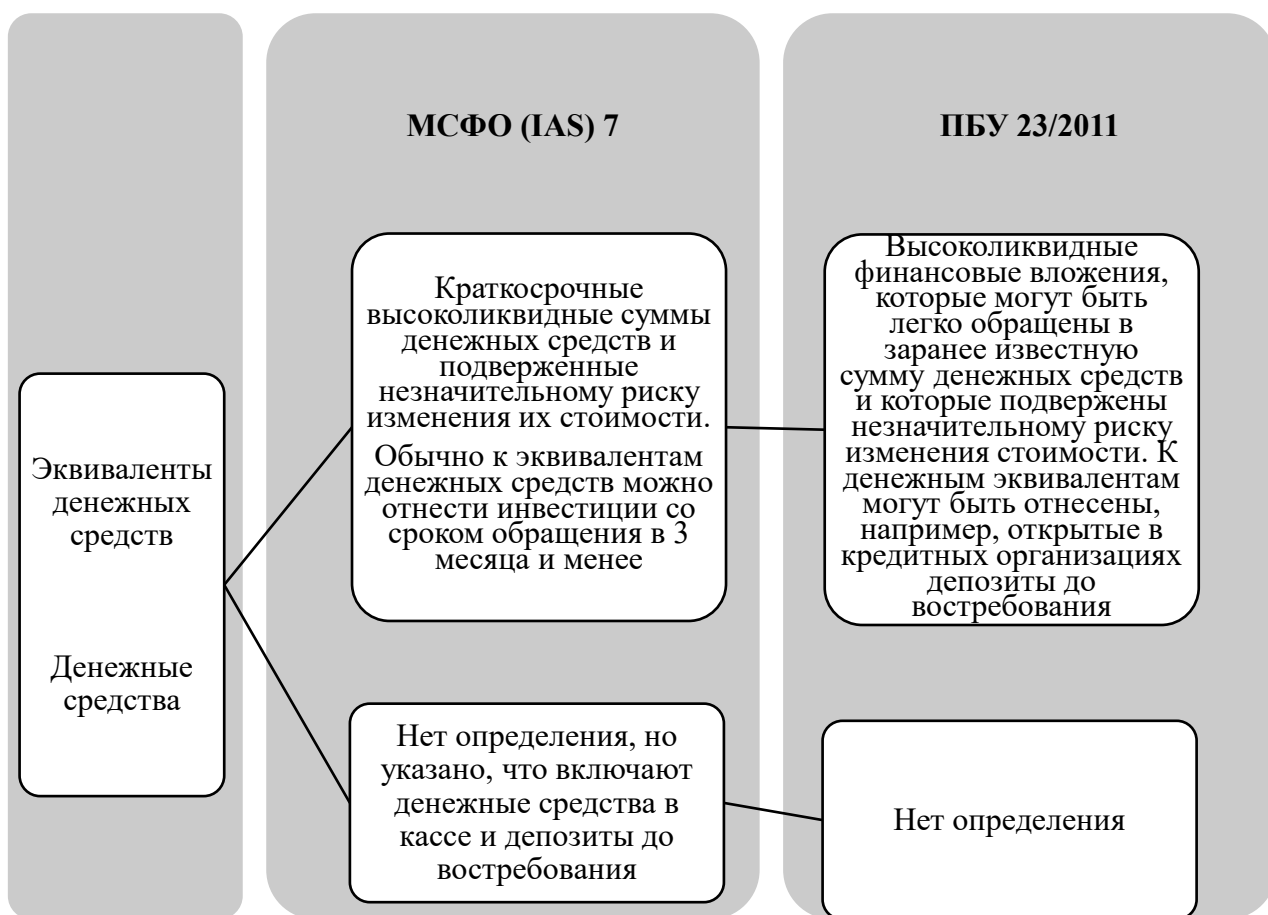 МСФО (IAS) 7
ПБУ 23/2011
Эквиваленты
денежных
средств
Денежные
средства
Краткосрочные
высоколиквидные суммы
денежных средств и
подверженные
незначительному риску
изменения их стоимости.
Обычно к эквивалентам
денежных средств можно
отнести инвестиции со
сроком обращения в 3
месяца и менее
Высоколиквидные
финансовые вложения,
которые могут быть
легко обращены в
заранее известную
сумму денежных средств
и которые подвержены
незначительному риску
изменения стоимости. К
денежным эквивалентам
могут быть отнесены,
например, открытые в
кредитных организациях
депозиты до
востребования
Нет определения, но
указано, что включают
денежные средства в
кассе и депозиты до
востребования
Нет определения